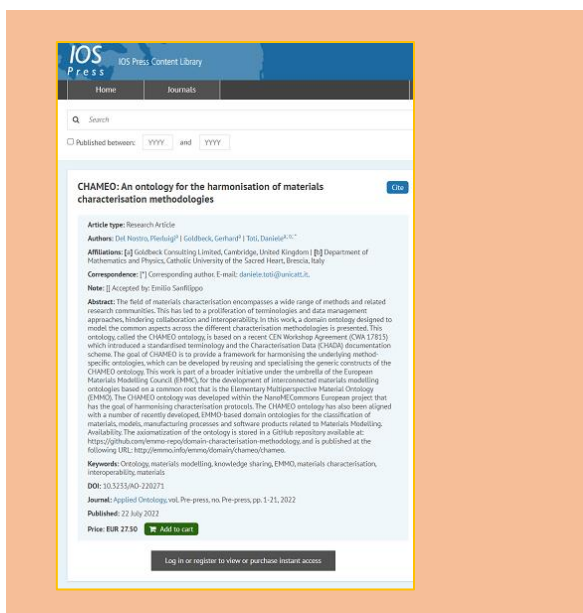 IOS
Press
IOS Press Content Library
Home Journals
Search
Published between: YYYY and YYYY
CHAMEO: An ontology for the harmonisation of materials
characterisation methodologies
Cite
Article type: Research Article
Authors: Del Nostro, Pierluigi | Goldbeck, Gerhard | Toti, Daniele
Affiliations: [a] Goldbeck Consulting Limited, Cambridge, United Kingdom | [b] Department of
Mathematics and Physics, Catholic University of the Sacred Heart, Brescia, Italy
Correspondence: [*] Corresponding author. E-mail: daniele.toti@unicatt.it.
Note: [] Accepted by: Emilio Sanfilippo
Abstract: The field of materials characterisation encompasses a wide range of methods and related
research communities. This has led to a proliferation of terminologies and data management
approaches, hindering collaboration and interoperability. In this work, a domain ontology designed to
model the common aspects across the different characterisation methodologies is presented. This
ontology, called the CHAMEO ontology, is based on a recent CEN Workshop Agreement (CWA 17815)
which introduced a standardised terminology and the Characterisation Data (CHADA) documentation
scheme. The goal of CHAMEO is to provide a framework for harmonising the underlying method-
specific ontologies, which can be developed by reusing and specialising the generic constructs of the
CHAMEO ontology. This work is part of a broader initiative under the umbrella of the European
Materials Modelling Council (EMMC), for the development of interconnected materials modelling
ontologies based on a common root that is the Elementary Multiperspective Material Ontology
(EMMO). The CHAMEO ontology was developed within the NanoMECommons European project that
has the goal of harmonising characterisation protocols. The CHAMEO ontology has also been aligned
with a number of recently developed, EMMO-based domain ontologies for the classification of
materials, models, manufacturing processes and software products related to Materials Modelling.
Availability. The axiomatization of the ontology is stored in a GitHub repository available at:
https://github.com/emmo-repo/domain-characterisation-methodology, and is published at the
following URL: http://emmo.info/emmo/domain/chameo/chameo.
Keywords: Ontology, materials modelling, knowledge sharing, EMMO, materials characterisation,
interoperability, materials
DOI: 10.3233/AO-220271
Journal: Applied Ontology, vol. Pre-press, no. Pre-press, pp. 1-21, 2022
Published: 22 July 2022
Price: EUR 27.50 Add to cart
Log in or register to view or purchase instant access